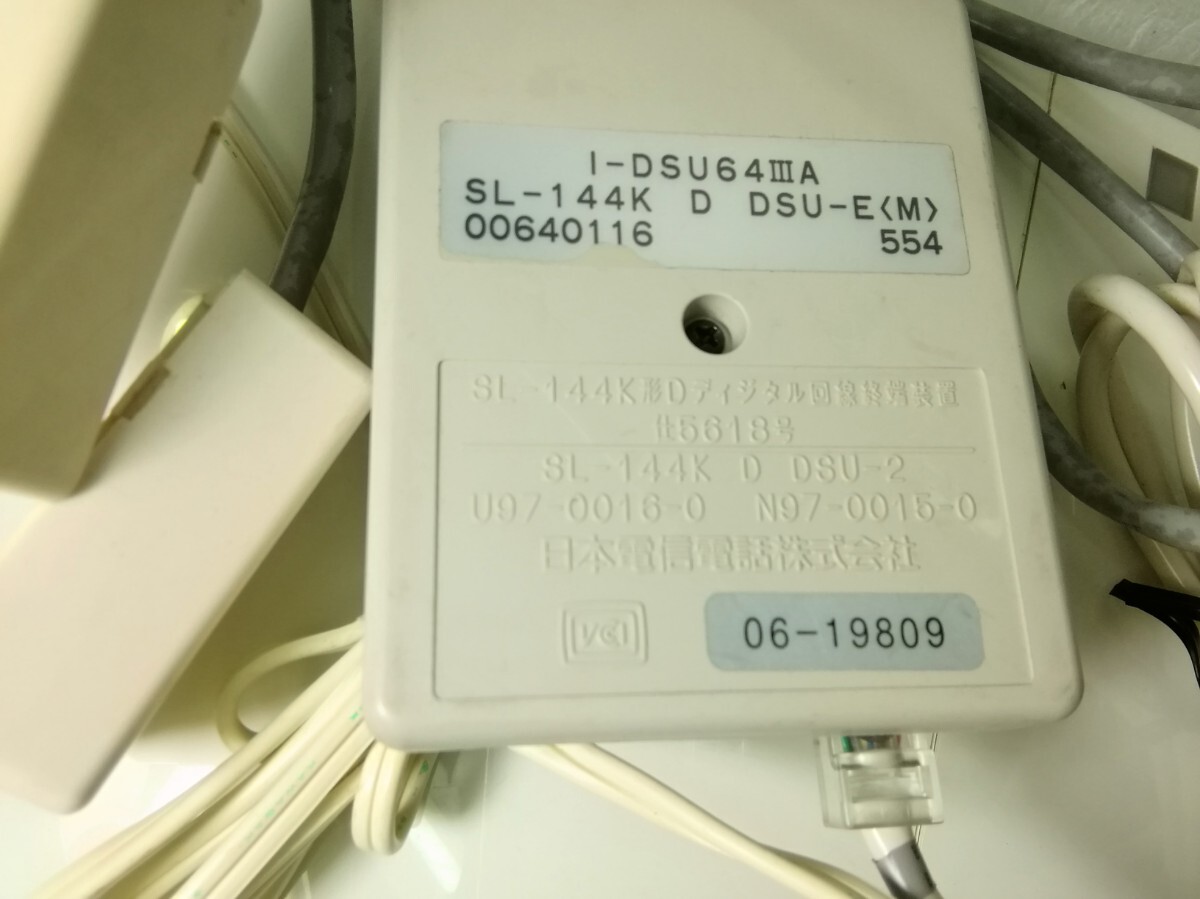 I-DSU64ⅢA
SL-144K D DSU-E〈M〉
00640116 554
SL-144K形Dディジタル回線終端装置
仕5618号
SL-144K D DSU-2
U97-0016-0 N97-0015-0
日本電信電話株式会社
VCI
06-19809